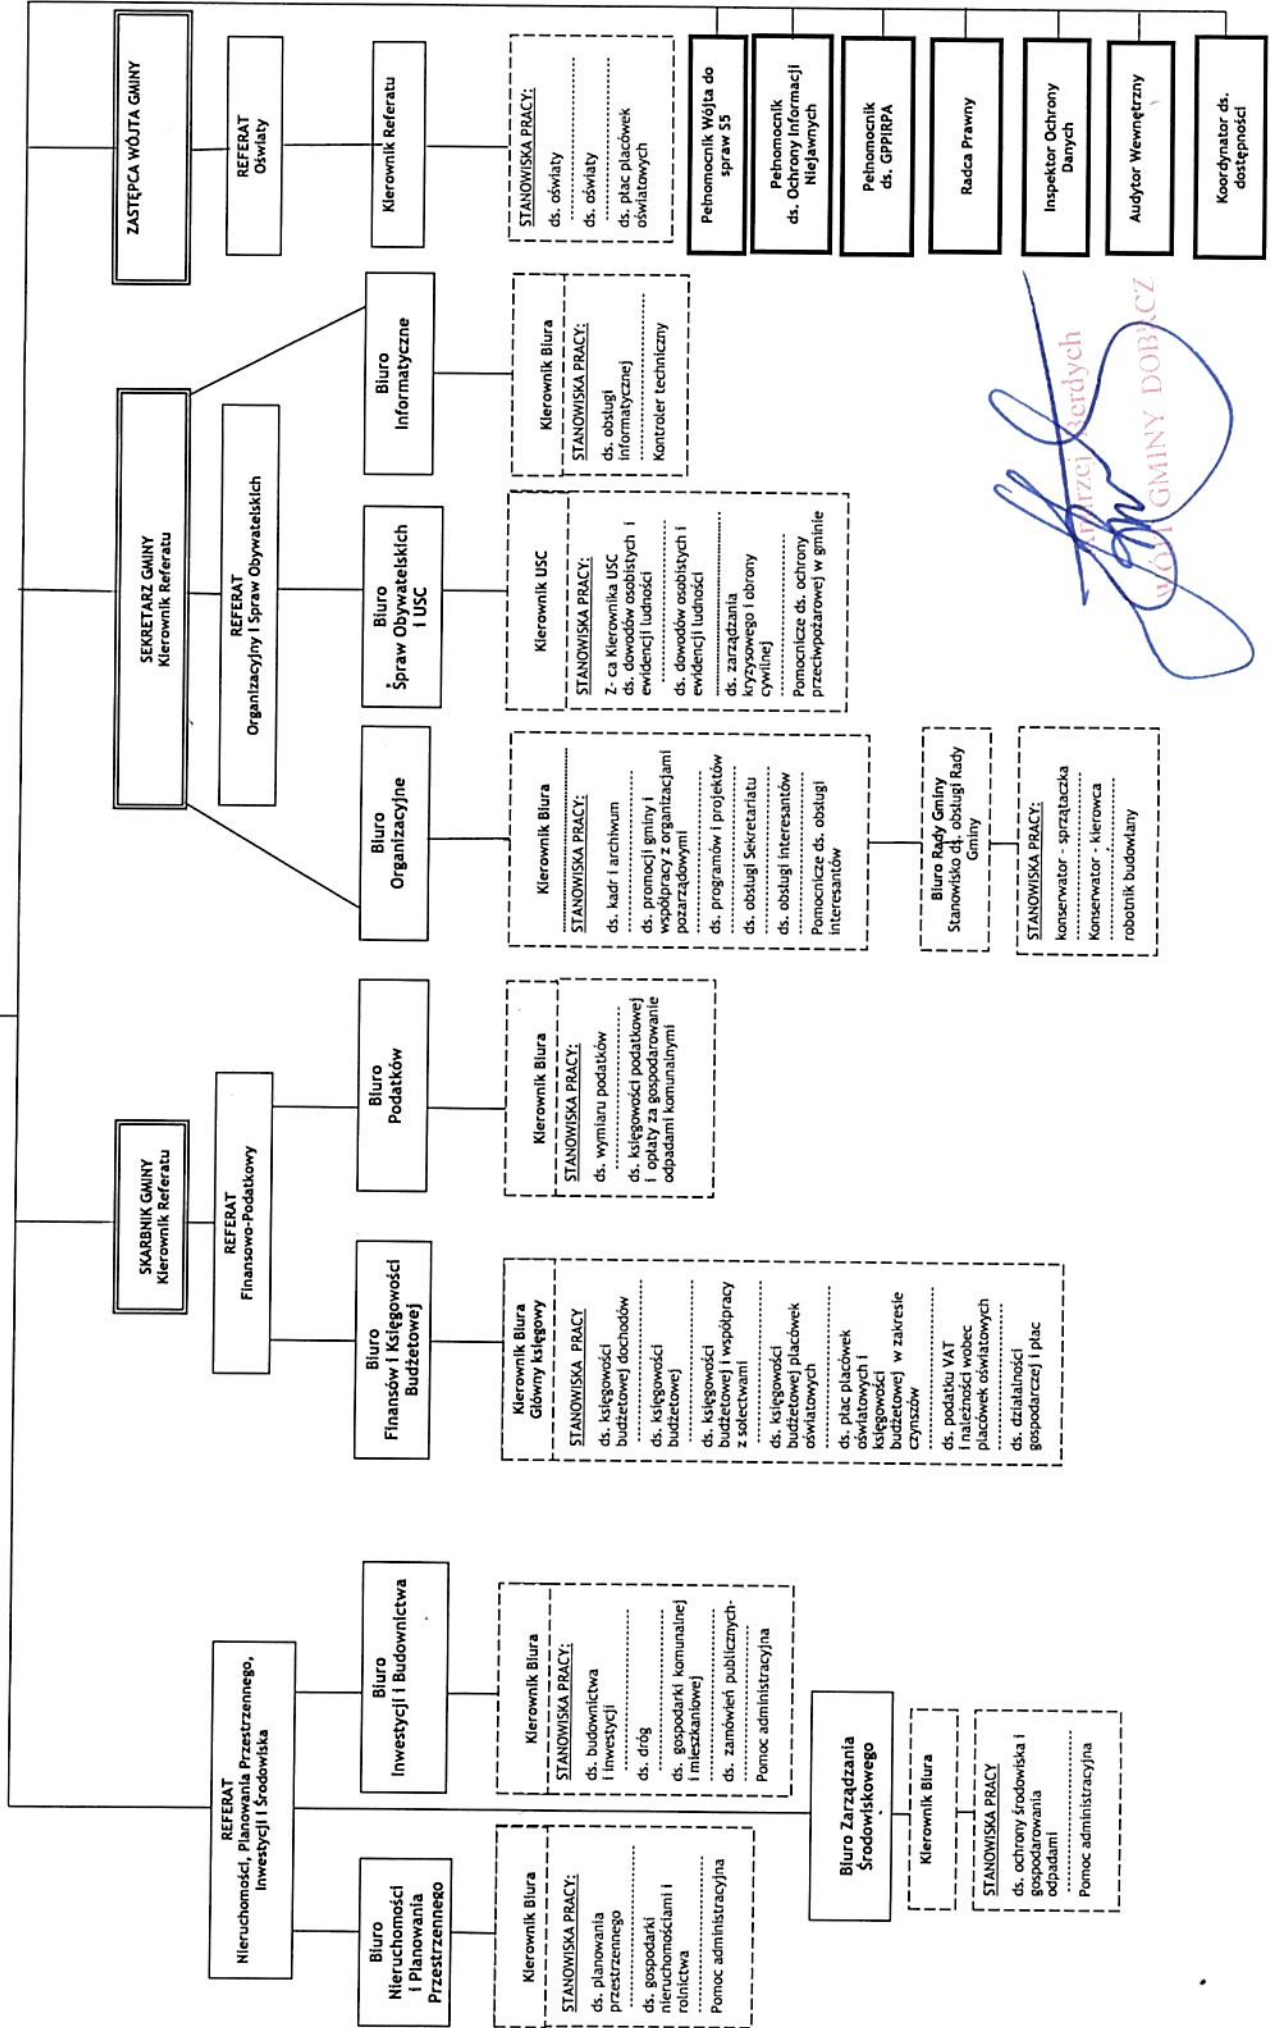 REFERAT
Nieruchomości, Planowania Przestrzennego,
Inwestycji i Środowiska
Biuro
Nieruchomości
i Planowania
Przestrzennego
Kierownik Biura
STANOWISKA PRACY:
ds. planowania
przestrzennego
ds. gospodarki
nieruchomościami i
rolnictwa
Pomoc administracyjna
Biuro
Inwestycji i Budownictwa
Kierownik Biura
STANOWISKA PRACY:
ds. budownictwa
i inwestycji
ds. dróg
ds. gospodarki komunalnej
i mieszkaniowej
ds. zamówień publicznych-
Pomoc administracyjna
Biuro Zarządzania
Środowiskowego
Kierownik Biura
STANOWISKA PRACY
ds. ochrony środowiska i
gospodarowania
odpadami
Pomoc administracyjna
SKARBNIK GMINY
Kierownik Referatu
REFERAT
Finansowo-Podatkowy
Biuro
Finansów i Księgowości
Budżetowej
Kierownik Biura
Główny księgowy
STANOWISKA PRACY
ds. księgowości
budżetowej dochodów
ds. księgowości
budżetowej
ds. księgowości
budżetowej i współpracy
z sołectwami
ds. księgowości
budżetowej placówek
oświatowych
ds. płac placówek
oświatowych i
księgowości
budżetowej w zakresie
czynszów
ds. podatku VAT
i należności wobec
placówek oświatowych
ds. działalności
gospodarczej i płac
Biuro
Podatków
Kierownik Biura
STANOWISKA PRACY:
ds. wymiaru podatków
ds. księgowości podatkowej
i opłaty za gospodarowanie
odpadami komunalnymi
SEKRETARZ GMINY
Kierownik Referatu
REFERAT
Organizacyjny i Spraw Obywatelskich
Biuro
Organizacyjne
Kierownik Biura
STANOWISKA PRACY:
ds. kadr i archiwum
ds. promocji gminy i
współpracy z organizacjami
pozarządowymi
ds. programów i projektów
ds. obsługi Sekretariatu
ds. obsługi interesantów
Pomocnicze ds. obsługi
interesantów
Biuro Rady Gminy
Stanowisko ds. obsługi Rady
Gminy
STANOWISKA PRACY:
konserwator - sprzątaczka
Konserwator - kierowca
robotnik budowlany
Biuro
Spraw Obywatelskich
i USC
Kierownik USC
STANOWISKA PRACY:
Z- ca Kierownika USC
ds. dowodów osobistych i
ewidencji ludności
ds. dowodów osobistych i
ewidencji ludności
ds. zarządzania
kryzysowego i obrony
cywilnej
Pomocnicze ds. ochrony
przeciwpożarowej w gminie
Biuro
Informatyczne
Kierownik Biura
STANOWISKA PRACY:
ds. obsługi
informatycznej
Kontroler techniczny
ZASTĘPCA WÓJTA GMINY
REFERAT
Oświaty
Kierownik Referatu
STANOWISKA PRACY:
ds. oświaty
ds. oświaty
ds. płac placówek
oświatowych
Pełnomocnik Wójta do
spraw S5
Pełnomocnik
ds. Ochrony Informacji
Niejawnych
Pełnomocnik
ds. GPPiRPA
Radca Prawny
Inspektor Ochrony
Danych
Audytor Wewnętrzny
Koordynator ds.
dostępności
Andrzej Berdych
WÓJT GMINY DOBRCZ